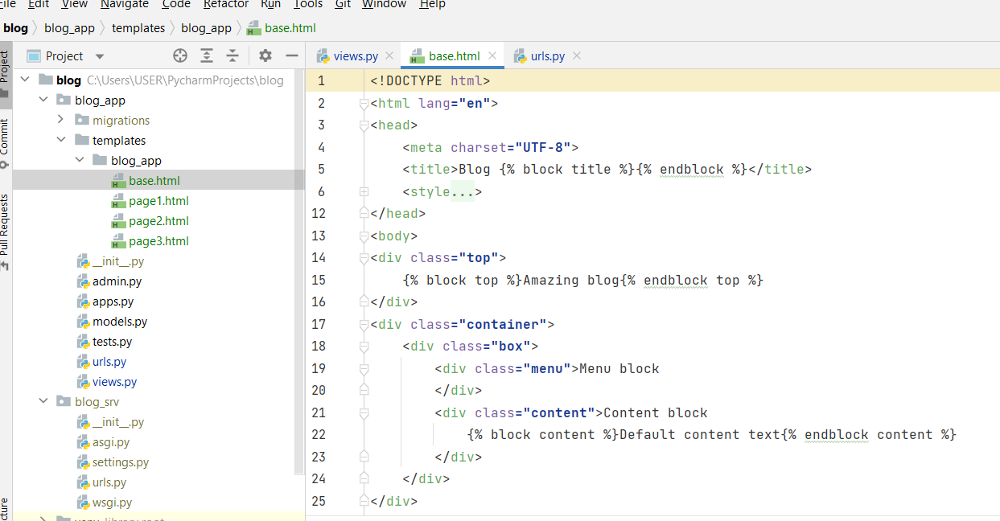 File Edit View Navigate Code Refactor Run Tools Git Window Help
blog blog_app templates blog_app base.html
Project
views.py base.html urls.py
Project
Commit
Pull Requests
blog C:\Users\USER\PycharmProjects\blog
blog_app
migrations
templates
blog_app
base.html
page1.html
page2.html
page3.html
__init__.py
admin.py
apps.py
models.py
tests.py
urls.py
views.py
blog_srv
__init__.py
asgi.py
settings.py
urls.py
wsgi.py
venv library root
1 <!DOCTYPE html>
2 <html lang="en">
3 <head>
4 <meta charset="UTF-8">
5 <title>Blog {% block title %}{% endblock %}</title>
6 <style...>
12 </head>
13 <body>
14 <div class="top">
15 {% block top %}Amazing blog{% endblock top %}
16 </div>
17 <div class="container">
18 <div class="box">
19 <div class="menu">Menu block
20 </div>
21 <div class="content">Content block
22 {% block content %}Default content text{% endblock content %}
23 </div>
24 </div>
25 </div>